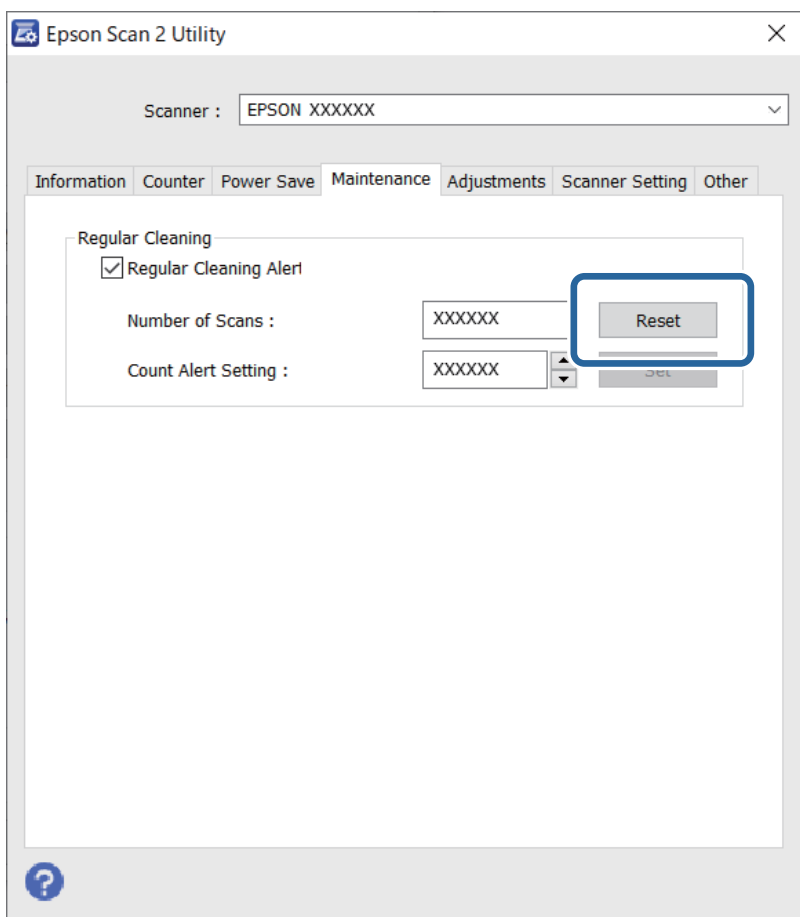 Epson Scan 2 Utility
Scanner : EPSON XXXXXX
Information Counter Power Save Maintenance Adjustments Scanner Setting Other
Regular Cleaning
Regular Cleaning Alert
Number of Scans : XXXXXX Reset
Count Alert Setting : XXXXXX Set
?